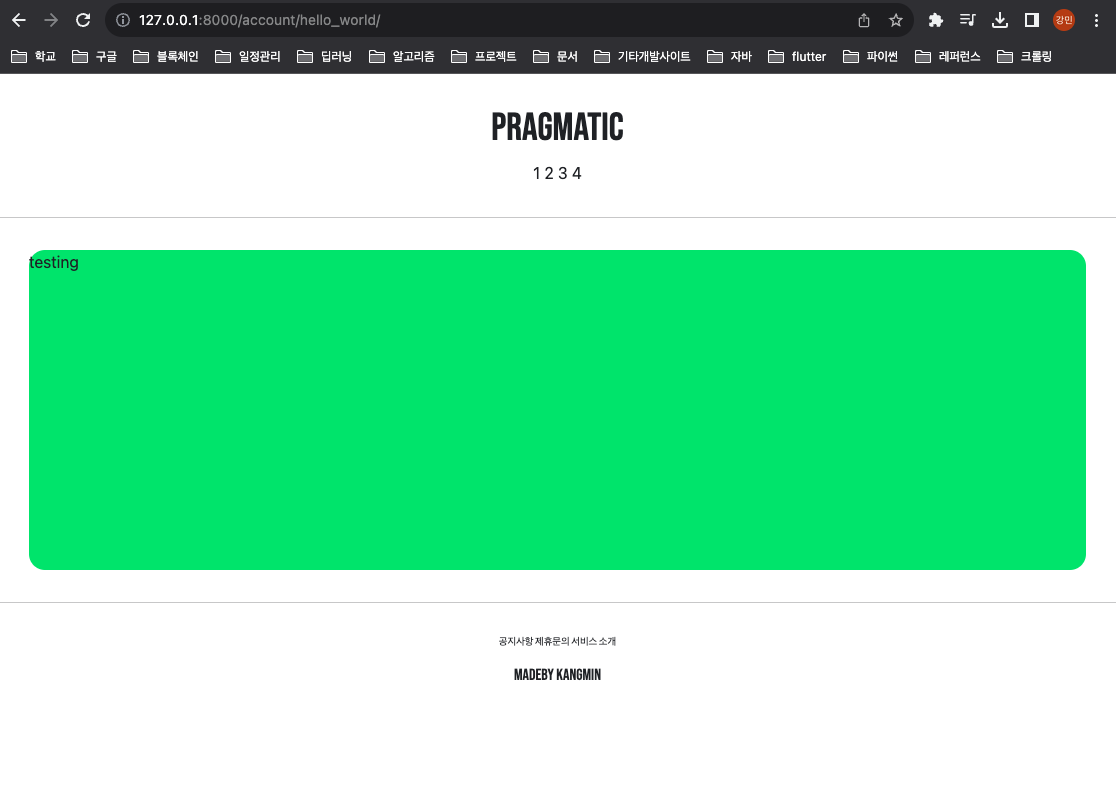 127.0.0.1:8000/account/hello_world/
강민
학교 구글 블록체인 일정관리 딥러닝 알고리즘 프로젝트 문서 기타개발사이트 자바 flutter 파이썬 레퍼런스 크롤링
PRAGMATIC
1 2 3 4
testing
공지사항 제휴문의 서비스 소개
MADEBY KANGMIN